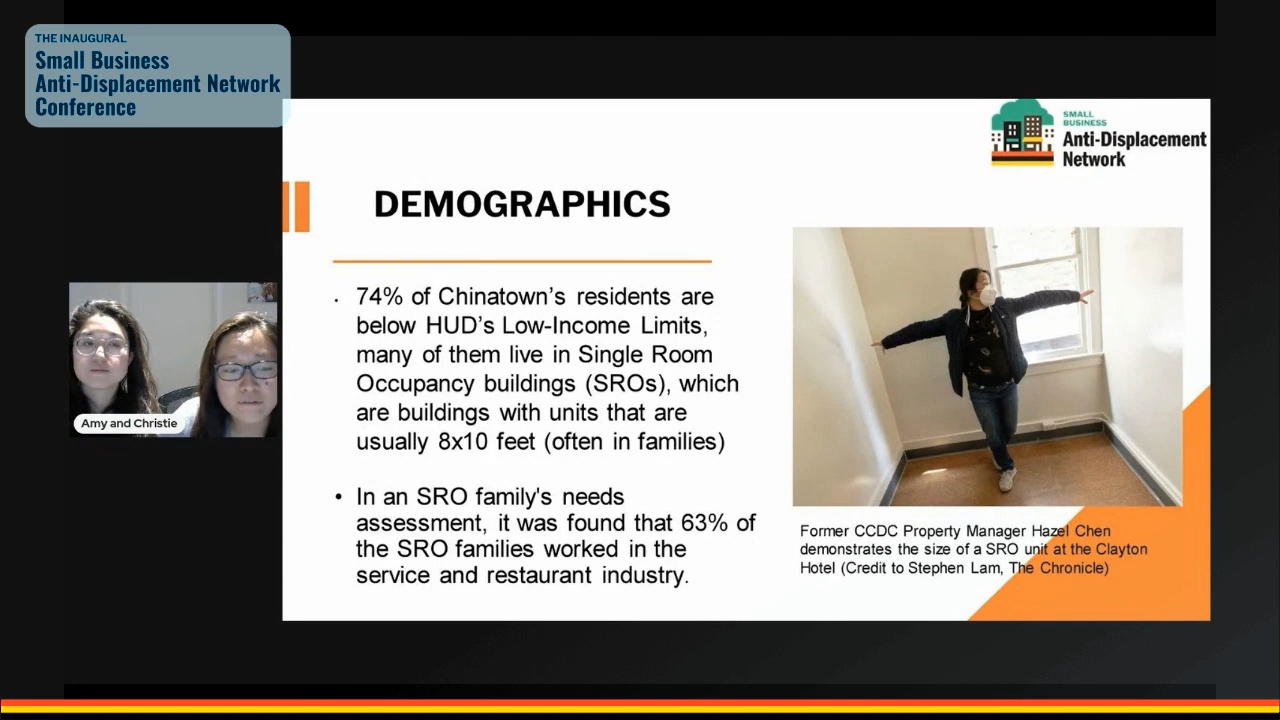 THE INAUGURAL
Small Business
Anti-Displacement Network
Conference
SMALL
BUSINESS
Anti-Displacement
Network
DEMOGRAPHICS
• 74% of Chinatown’s residents are
below HUD’s Low-Income Limits,
many of them live in Single Room
Occupancy buildings (SROs), which
are buildings with units that are
usually 8x10 feet (often in families)
• In an SRO family's needs
assessment, it was found that 63% of
the SRO families worked in the
service and restaurant industry.
Former CCDC Property Manager Hazel Chen
demonstrates the size of a SRO unit at the Clayton
Hotel (Credit to Stephen Lam, The Chronicle)
Amy and Christie